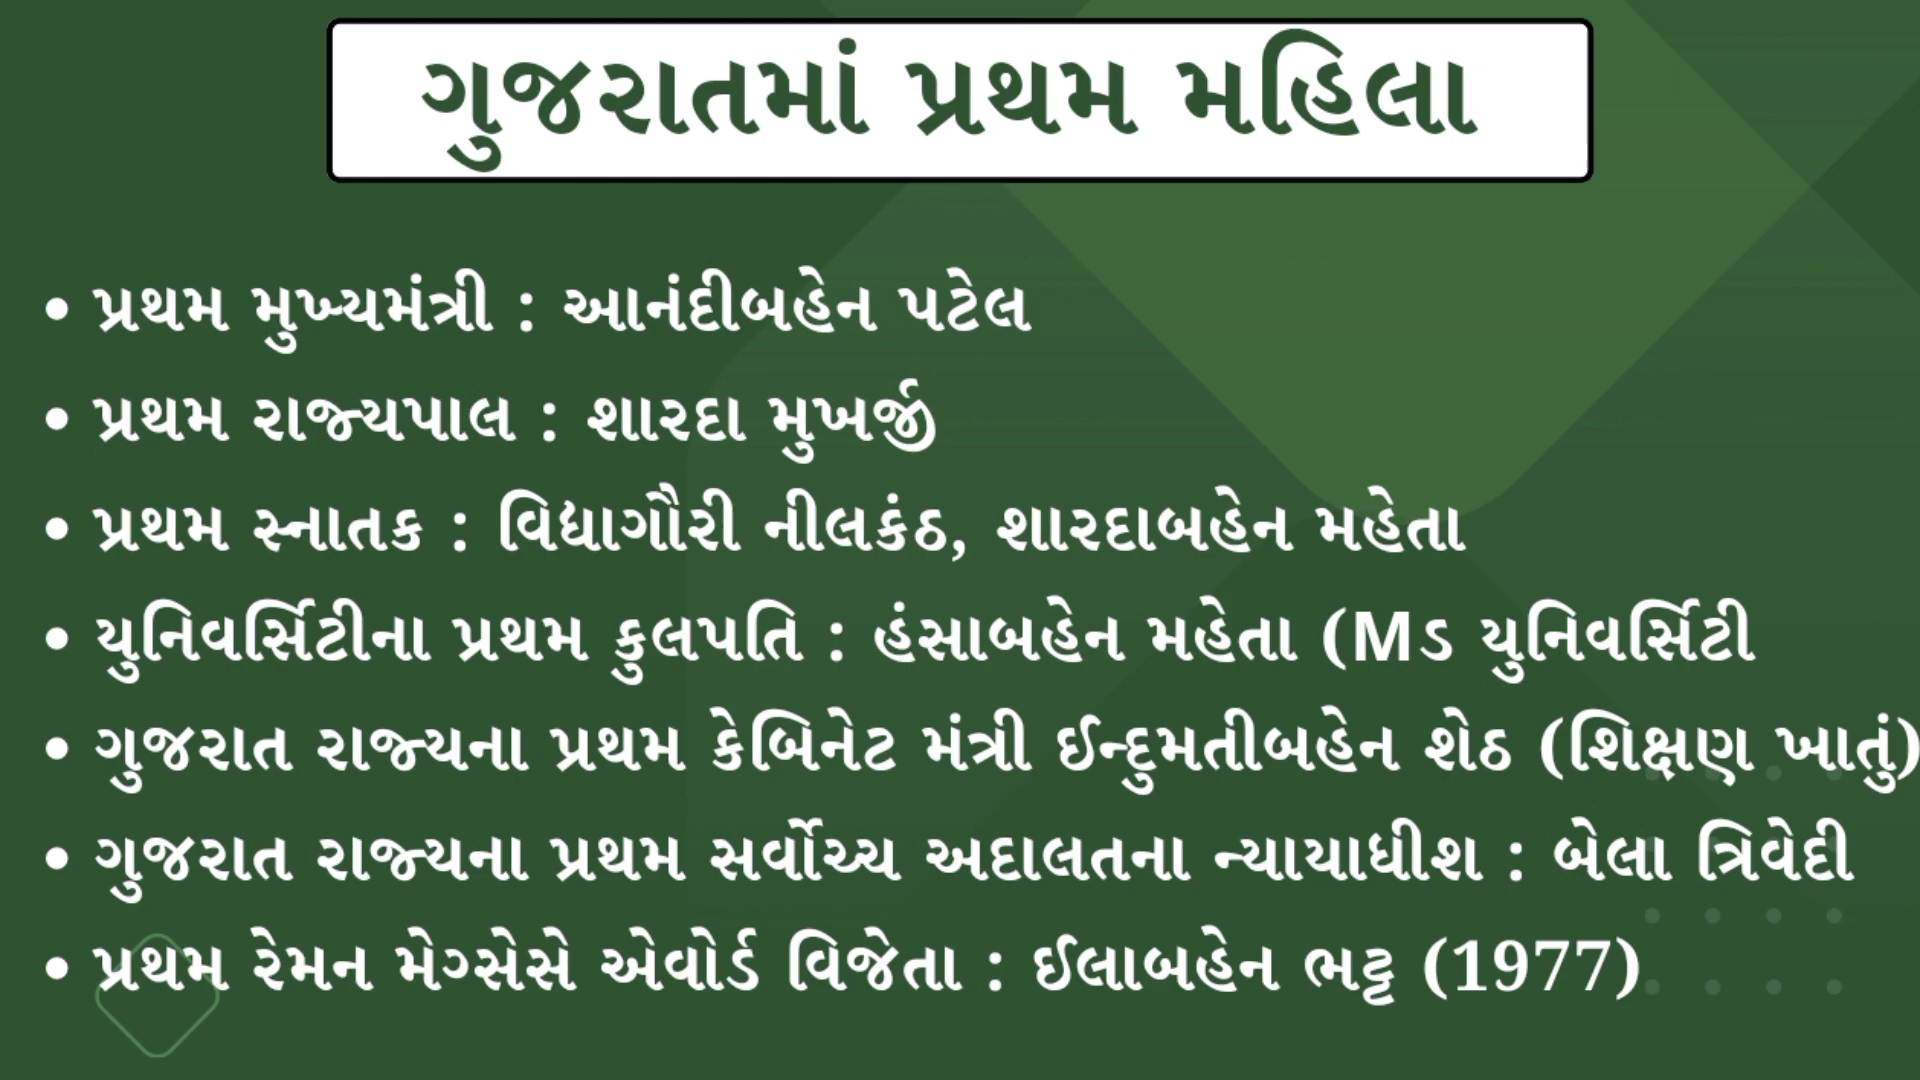 ગુજરાતમાં પ્રથમ મહિલા
• પ્રથમ મુખ્યમંત્રી : આનંદીબહેન પટેલ
• પ્રથમ રાજ્યપાલ : શારદા મુખર્જી
• પ્રથમ સ્નાતક : વિદ્યાગૌરી નીલકંઠ, શારદાબહેન મહેતા
• યુનિવર્સિટીના પ્રથમ કુલપતિ : હંસાબહેન મહેતા (Mડ યુનિવર્સિટી
• ગુજરાત રાજ્યના પ્રથમ કેબિનેટ મંત્રી ઈન્દુમતીબહેન શેઠ (શિક્ષણ ખાતું)
• ગુજરાત રાજ્યના પ્રથમ સર્વોચ્ચ અદાલતના ન્યાયાધીશ : બેલા ત્રિવેદી
• પ્રથમ રેમન મેગ્સેસે એવોર્ડ વિજેતા : ઈલાબહેન ભટ્ટ (1977)